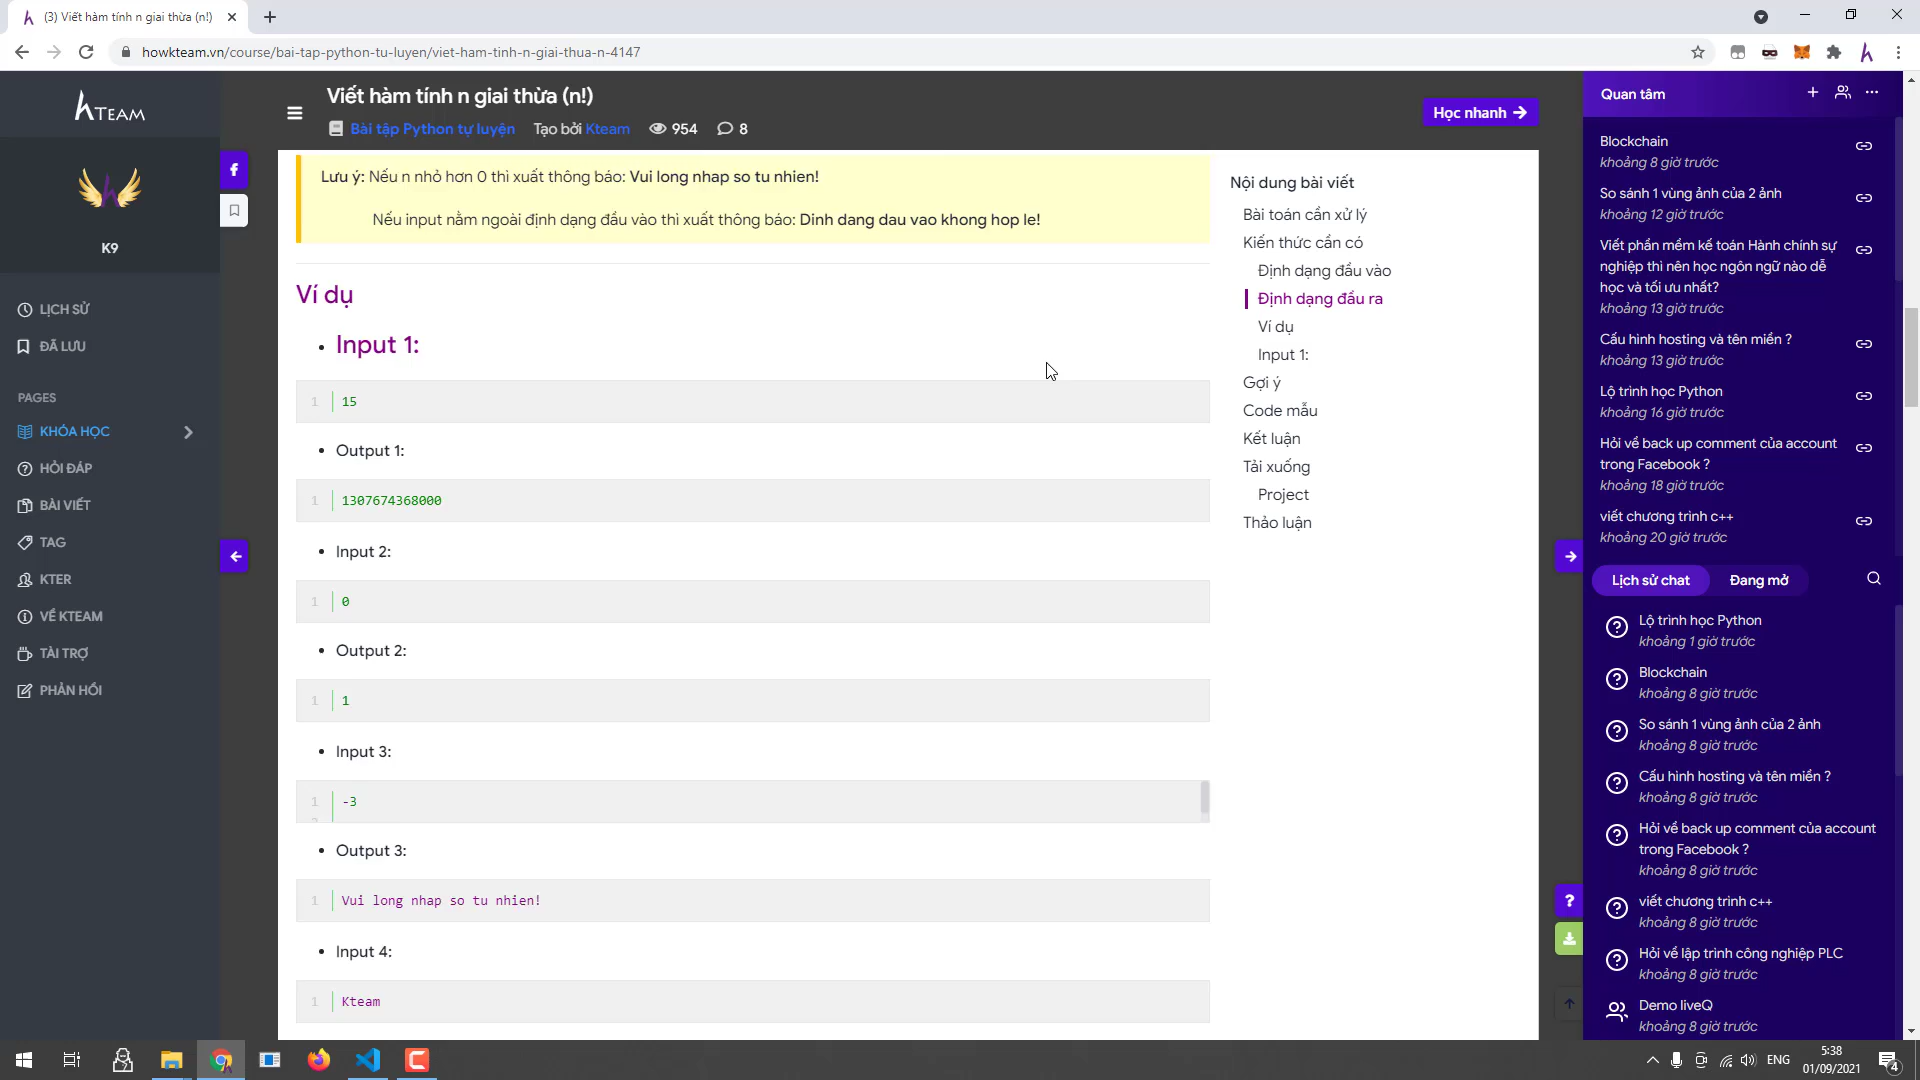 (3) Viết hàm tính n giai thừa (n!)
howkteam.vn/course/bai-tap-python-tu-luyen/viet-ham-tinh-n-giai-thua-n-4147
TEAM
K9
LỊCH SỬ
ĐÃ LƯU
PAGES
KHÓA HỌC
HỎI ĐÁP
BÀI VIẾT
TAG
KTER
VỀ KTEAM
TÀI TRỢ
PHẢN HỒI
Viết hàm tính n giai thừa (n!)
Bài tập Python tự luyện Tạo bởi Kteam 954 8
Học nhanh
Lưu ý: Nếu n nhỏ hơn 0 thì xuất thông báo: Vui long nhap so tu nhien!
Nếu input nằm ngoài định dạng đầu vào thì xuất thông báo: Dinh dang dau vao khong hop le!
Ví dụ
Input 1:
1 15
Output 1:
1 1307674368000
Input 2:
1 0
Output 2:
1 1
Input 3:
1 -3
Output 3:
1 Vui long nhap so tu nhien!
Input 4:
1 Kteam
Nội dung bài viết
Bài toán cần xử lý
Kiến thức cần có
Định dạng đầu vào
Định dạng đầu ra
Ví dụ
Input 1:
Gợi ý
Code mẫu
Kết luận
Tải xuống
Project
Thảo luận
Quan tâm
Blockchain
khoảng 8 giờ trước
So sánh 1 vùng ảnh của 2 ảnh
khoảng 12 giờ trước
Viết phần mềm kế toán Hành chính sự
nghiệp thì nên học ngôn ngữ nào dễ
học và tối ưu nhất?
khoảng 13 giờ trước
Cấu hình hosting và tên miền ?
khoảng 13 giờ trước
Lộ trình học Python
khoảng 16 giờ trước
Hỏi về back up comment của account
trong Facebook ?
khoảng 18 giờ trước
viết chương trình c++
khoảng 20 giờ trước
Lịch sử chat Đang mở
Lộ trình học Python
khoảng 1 giờ trước
Blockchain
khoảng 8 giờ trước
So sánh 1 vùng ảnh của 2 ảnh
khoảng 8 giờ trước
Cấu hình hosting và tên miền ?
khoảng 8 giờ trước
Hỏi về back up comment của account
trong Facebook ?
khoảng 8 giờ trước
viết chương trình c++
khoảng 8 giờ trước
Hỏi về lập trình công nghiệp PLC
khoảng 8 giờ trước
Demo liveQ
khoảng 8 giờ trước
ENG
5:38
01/09/2021
4